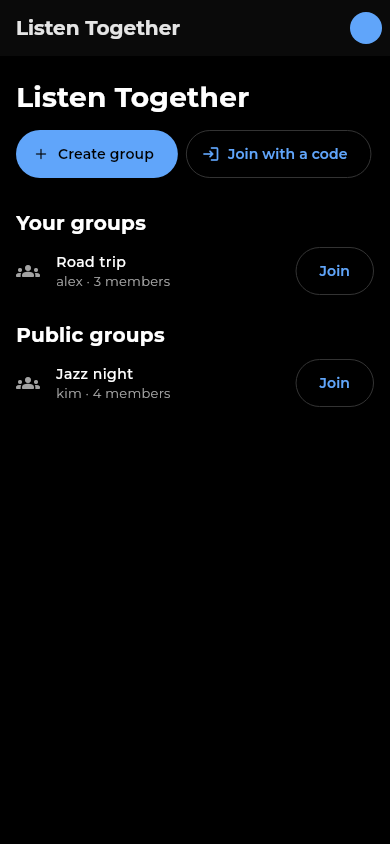 Listen Together
Listen Together
Create group
Join with a code
Your groups
Road trip
alex · 3 members
Join
Public groups
Jazz night
kim · 4 members
Join